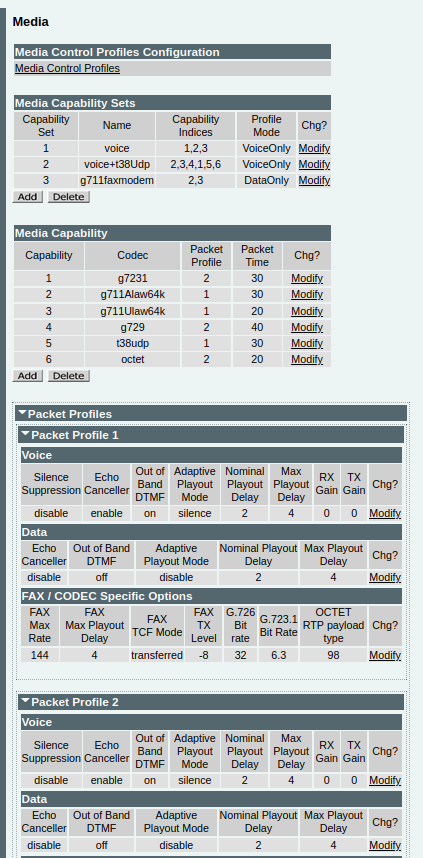 Media
Media Control Profiles Configuration
Media Control Profiles
Media Capability Sets
Capability Set Name Capability Indices Profile Mode Chg?
1 voice 1,2,3 VoiceOnly Modify
2 voice+t38Udp 2,3,4,1,5,6 VoiceOnly Modify
3 g711faxmodem 2,3 DataOnly Modify
Add Delete
Media Capability
Capability Codec Packet Profile Packet Time Chg?
1 g7231 2 30 Modify
2 g711Alaw64k 1 30 Modify
3 g711Ulaw64k 1 20 Modify
4 g729 2 40 Modify
5 t38udp 1 30 Modify
6 octet 2 20 Modify
Add Delete
Packet Profiles
Packet Profile 1
Voice
Silence Suppression Echo Canceller Out of Band DTMF Adaptive Playout Mode Nominal Playout Delay Max Playout Delay RX Gain TX Gain Chg?
disable enable on silence 2 4 0 0 Modify
Data
Echo Canceller Out of Band DTMF Adaptive Playout Mode Nominal Playout Delay Max Playout Delay Chg?
disable off disable 2 4 Modify
FAX / CODEC Specific Options
FAX Max Rate FAX Max Playout Delay FAX TCF Mode FAX TX Level G.726 Bit rate G.723.1 Bit Rate OCTET RTP payload type Chg?
144 4 transferred -8 32 6.3 98 Modify
Packet Profile 2
Voice
Silence Suppression Echo Canceller Out of Band DTMF Adaptive Playout Mode Nominal Playout Delay Max Playout Delay RX Gain TX Gain Chg?
disable enable on silence 2 4 0 0 Modify
Data
Echo Canceller Out of Band DTMF Adaptive Playout Mode Nominal Playout Delay Max Playout Delay Chg?
disable off disable 2 4 Modify